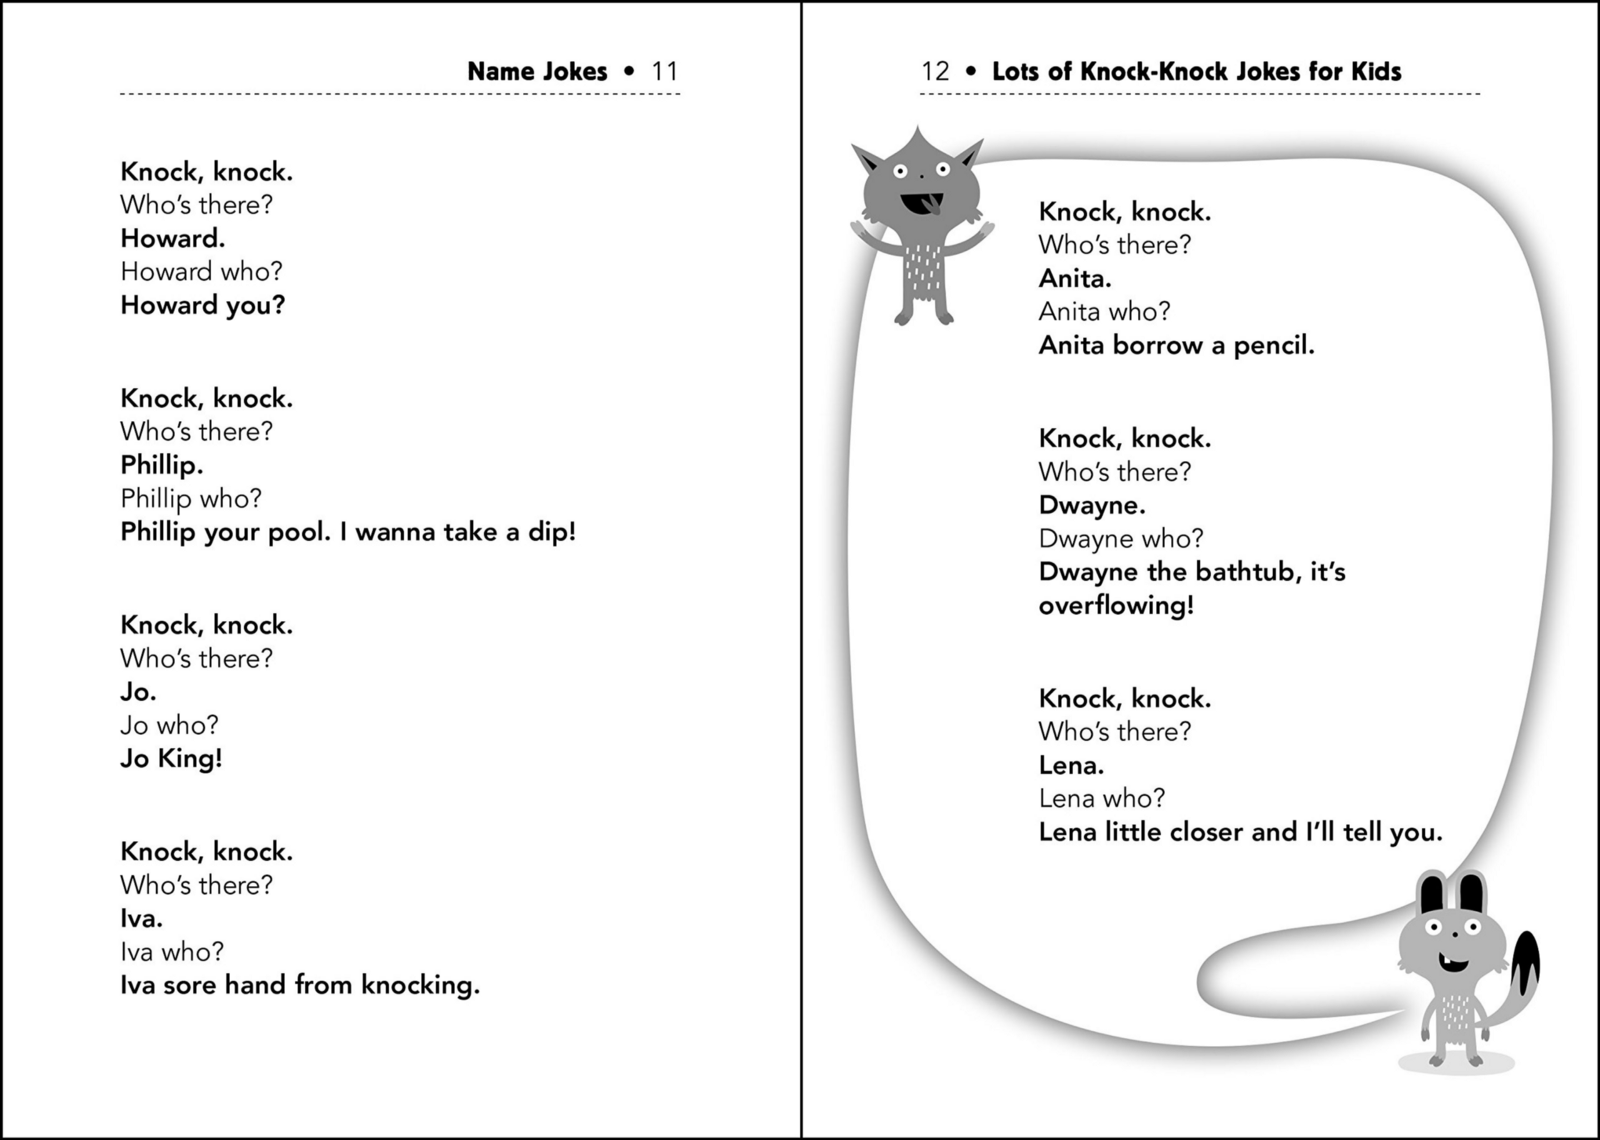 Name Jokes • 11
Knock, knock.
Who's there?
Howard.
Howard who?
Howard you?
Knock, knock.
Who's there?
Phillip.
Phillip who?
Phillip your pool. I wanna take a dip!
Knock, knock.
Who's there?
Jo.
Jo who?
Jo King!
Knock, knock.
Who's there?
Iva.
Iva who?
Iva sore hand from knocking.
12 • Lots of Knock-Knock Jokes for Kids
Knock, knock.
Who's there?
Anita.
Anita who?
Anita borrow a pencil.
Knock, knock.
Who's there?
Dwayne.
Dwayne who?
Dwayne the bathtub, it's
overflowing!
Knock, knock.
Who's there?
Lena.
Lena who?
Lena little closer and I'll tell you.